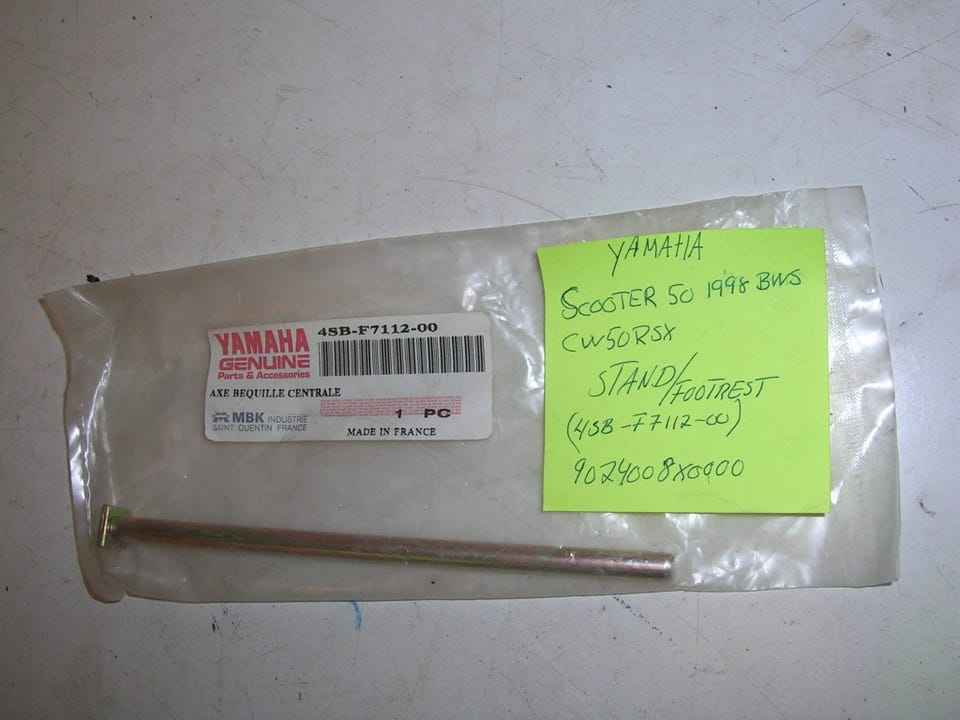 YAMAHA
GENUINE
Parts & Accessories
4SB-F7112-00
AXE BEQUILLE CENTRALE
MBK INDUSTRIE
SAINT QUENTIN FRANCE
1 PC
MADE IN FRANCE
YAMAHA
SCOOTER 50 1998 BWS
CW50RSX
STAND/FOOTREST
(4SB-F7112-00)
9024008X0900